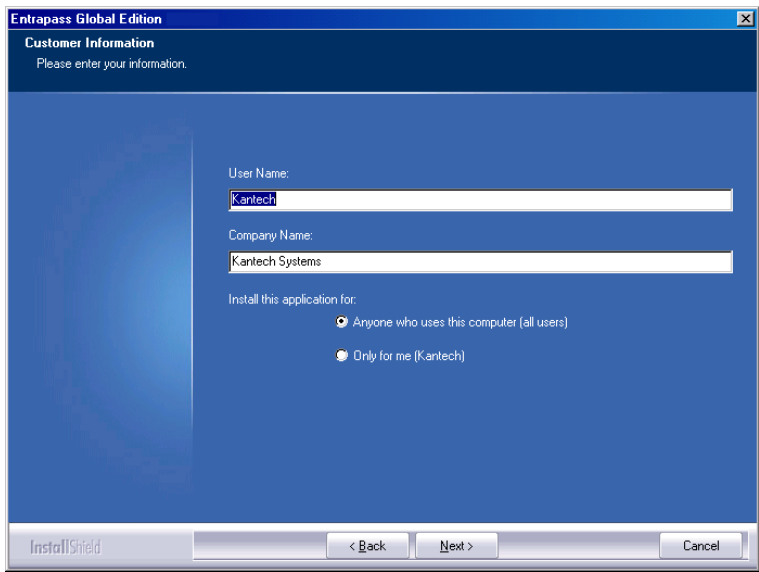 Entrapass Global Edition
Customer Information
Please enter your information.
User Name:
Kantech
Company Name:
Kantech Systems
Install this application for:
Anyone who uses this computer (all users)
Only for me (Kantech)
InstallShield
< Back
Next >
Cancel